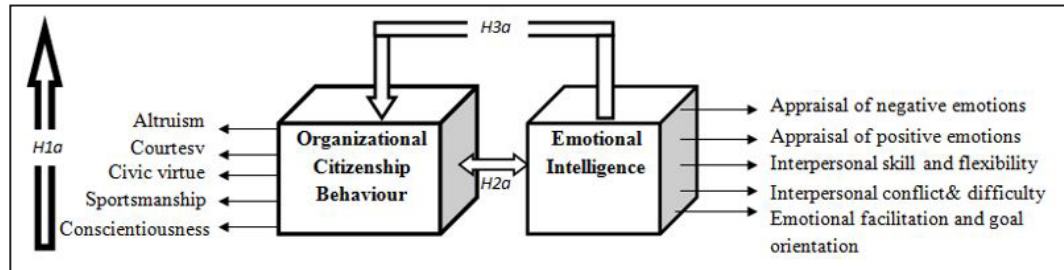 H3a
H1a
Altruism
Courtesv
Civic virtue
Sportsmanship
Conscientiousness
Organizational
Citizenship
Behaviour
H2a
Emotional
Intelligence
Appraisal of negative emotions
Appraisal of positive emotions
Interpersonal skill and flexibility
Interpersonal conflict& difficulty
Emotional facilitation and goal
orientation